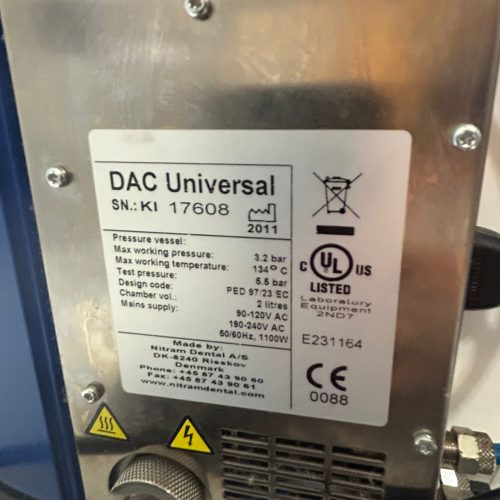 DAC Universal
SN.: KI 17608
2011
Pressure vessel:
Max working pressure: 3.2 bar
Max working temperature: 134° C
Test pressure: 5.5 bar
Design code: PED 97/23 EC
Chamber vol.: 2 litres
Mains supply: 90-120V AC
190-240V AC
50/60Hz, 1100W
Made by:
Nitram Dental A/S
DK-8240 Risskov
Denmark
Phone: +45 87 43 90 60
Fax: +45 87 43 90 61
www.nitramdental.com
C UL US
LISTED
Laboratory
Equipment
2ND7
E231164
CE
0088